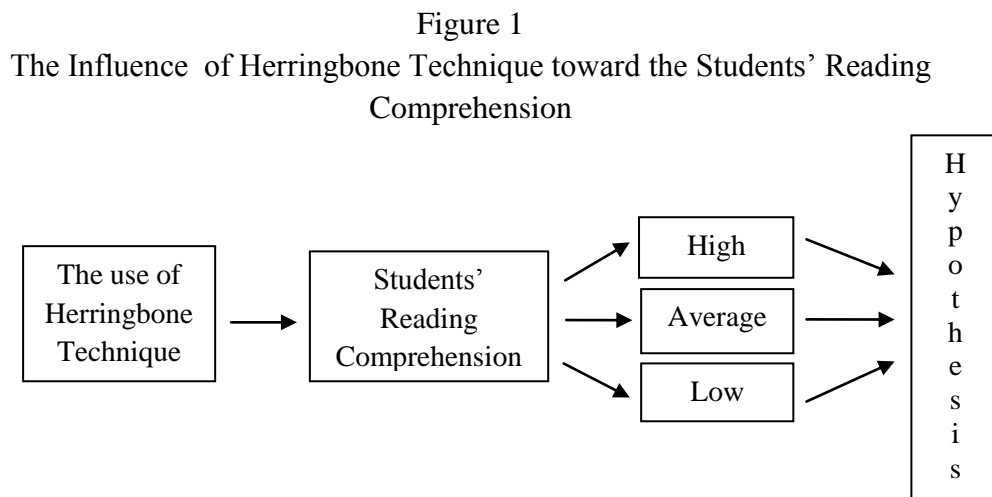 Figure 1
The Influence of Herringbone Technique toward the Students’ Reading
Comprehension
The use of
Herringbone
Technique
Students’
Reading
Comprehension
High
Average
Low
H
y
p
o
t
h
e
s
i
s